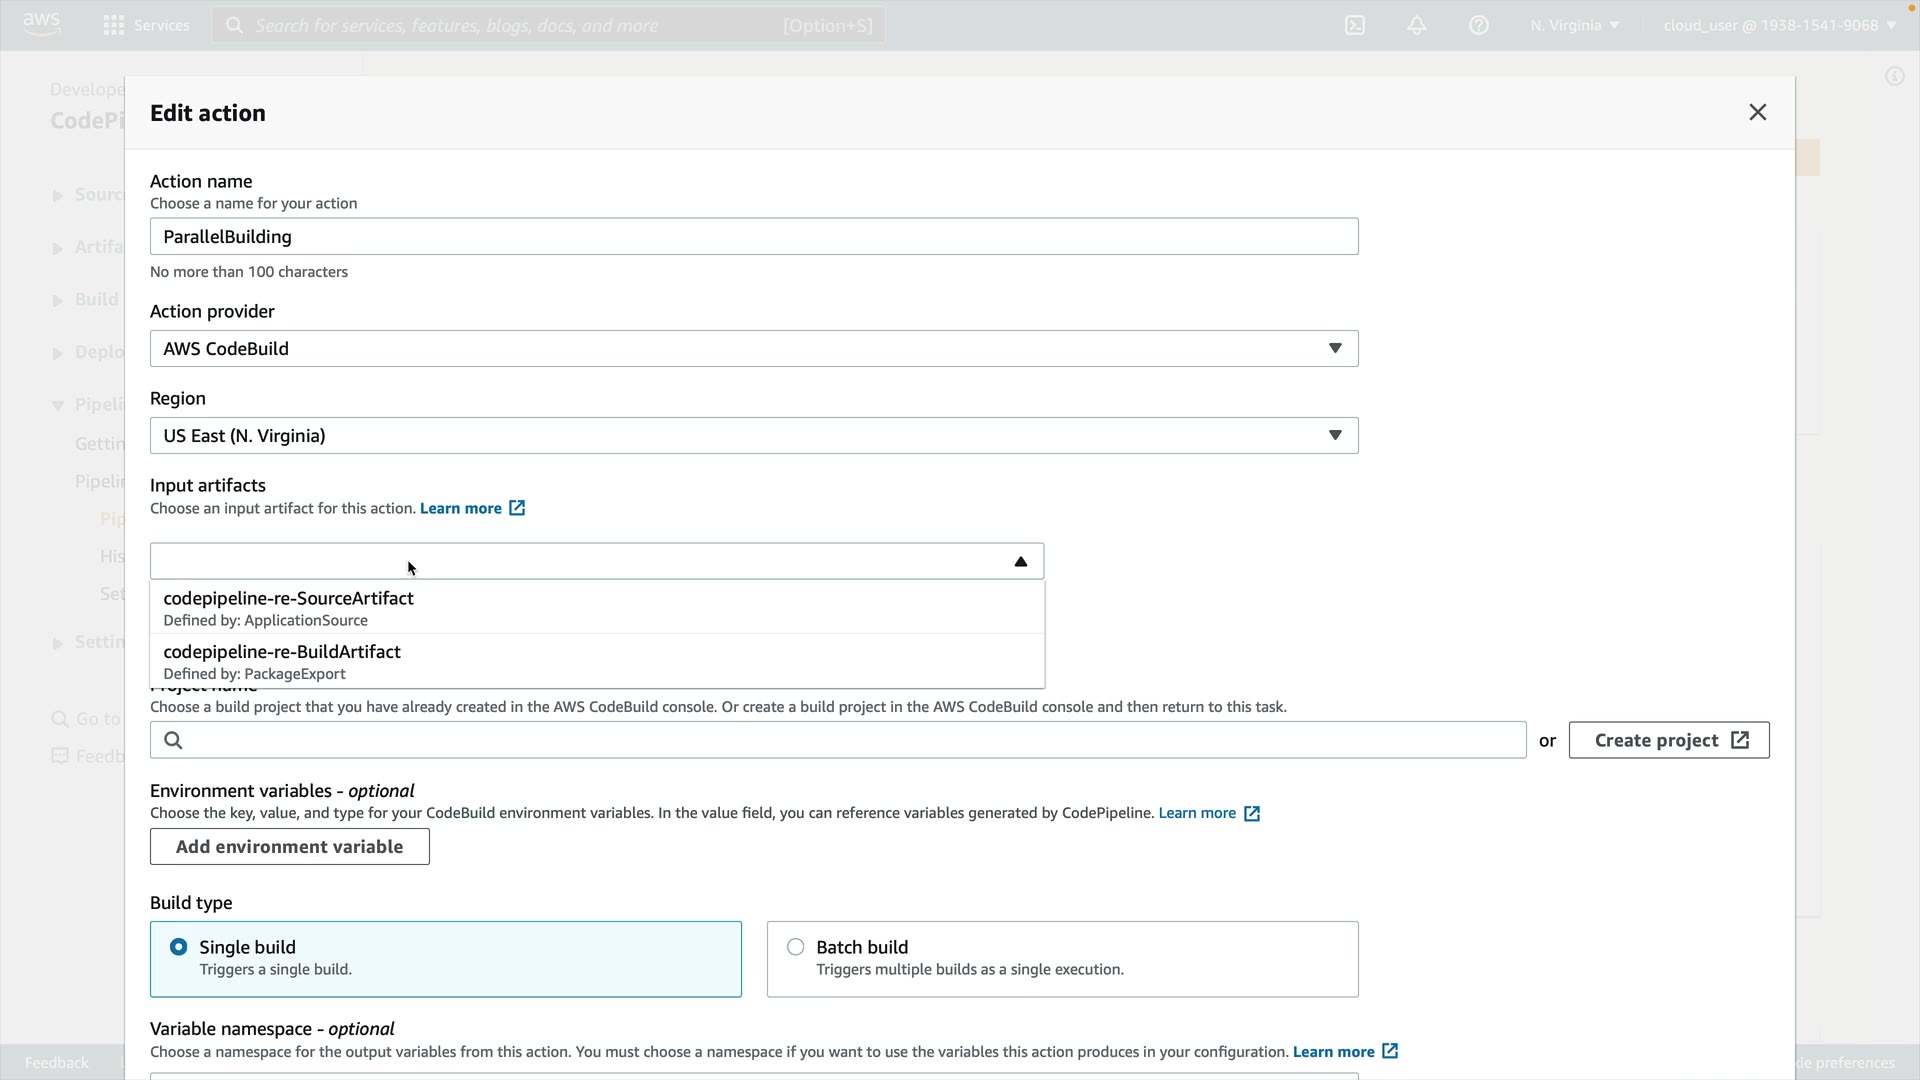 aws
Services
Search for services, features, blogs, docs, and more
[Option+S]
N. Virginia
cloud_user @ 1938-1541-9068
Develope
CodePi
Sourc
Artifa
Build
Deplo
Pipeli
Gettin
Pipelin
Pip
His
Set
Settin
Go to
Feedb
Edit action
Action name
Choose a name for your action
ParallelBuilding
No more than 100 characters
Action provider
AWS CodeBuild
Region
US East (N. Virginia)
Input artifacts
Choose an input artifact for this action. Learn more
codepipeline-re-SourceArtifact
Defined by: ApplicationSource
codepipeline-re-BuildArtifact
Defined by: PackageExport
Project name
Choose a build project that you have already created in the AWS CodeBuild console. Or create a build project in the AWS CodeBuild console and then return to this task.
or
Create project
Environment variables - optional
Choose the key, value, and type for your CodeBuild environment variables. In the value field, you can reference variables generated by CodePipeline. Learn more
Add environment variable
Build type
Single build
Triggers a single build.
Batch build
Triggers multiple builds as a single execution.
Variable namespace - optional
Choose a namespace for the output variables from this action. You must choose a namespace if you want to use the variables this action produces in your configuration. Learn more
Feedback
kie preferences